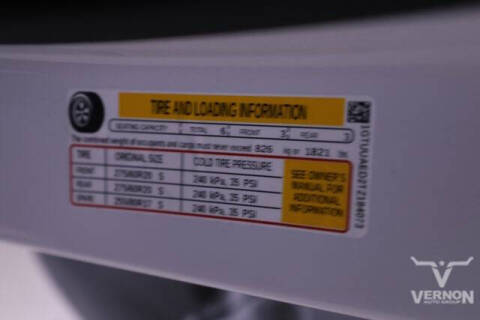 TIRE AND LOADING INFORMATION
SEATING CAPACITY TOTAL 6 FRONT 3 REAR 3
The combined weight of occupants and cargo must never exceed 826 kg or 1821 lbs
TIRE ORIGINAL SIZE COLD TIRE PRESSURE
FRONT 275/60R20 S 240 kPa, 35 PSI
REAR 275/60R20 S 240 kPa, 35 PSI
SPARE 255/80R17 S 240 kPa, 35 PSI
SEE OWNER'S
MANUAL FOR
ADDITIONAL
INFORMATION
VERNON
AUTO GROUP